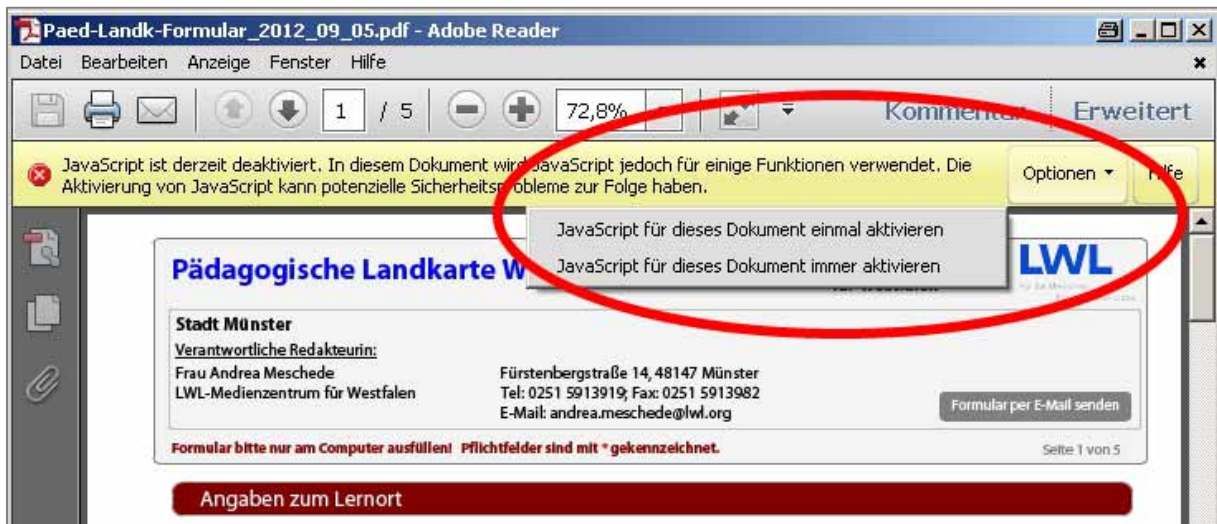 Paed-Landk-Formular_2012_09_05.pdf - Adobe Reader
Datei Bearbeiten Anzeige Fenster Hilfe
1 / 5 72,8% Kommentar Erweitert
JavaScript ist derzeit deaktiviert. In diesem Dokument wird JavaScript jedoch für einige Funktionen verwendet. Die
Aktivierung von JavaScript kann potenzielle Sicherheitsprobleme zur Folge haben.
Optionen Hilfe
JavaScript für dieses Dokument einmal aktivieren
JavaScript für dieses Dokument immer aktivieren
Pädagogische Landkarte W
LWL
Stadt Münster
Verantwortliche Redakteurin:
Frau Andrea Meschede Fürstenbergstraße 14, 48147 Münster
LWL-Medienzentrum für Westfalen Tel: 0251 5913919; Fax: 0251 5913982
E-Mail: andrea.meschede@lwl.org
Formular per E-Mail senden
Formular bitte nur am Computer ausfüllen! Pflichtfelder sind mit * gekennzeichnet. Seite 1 von 5
Angaben zum Lernort